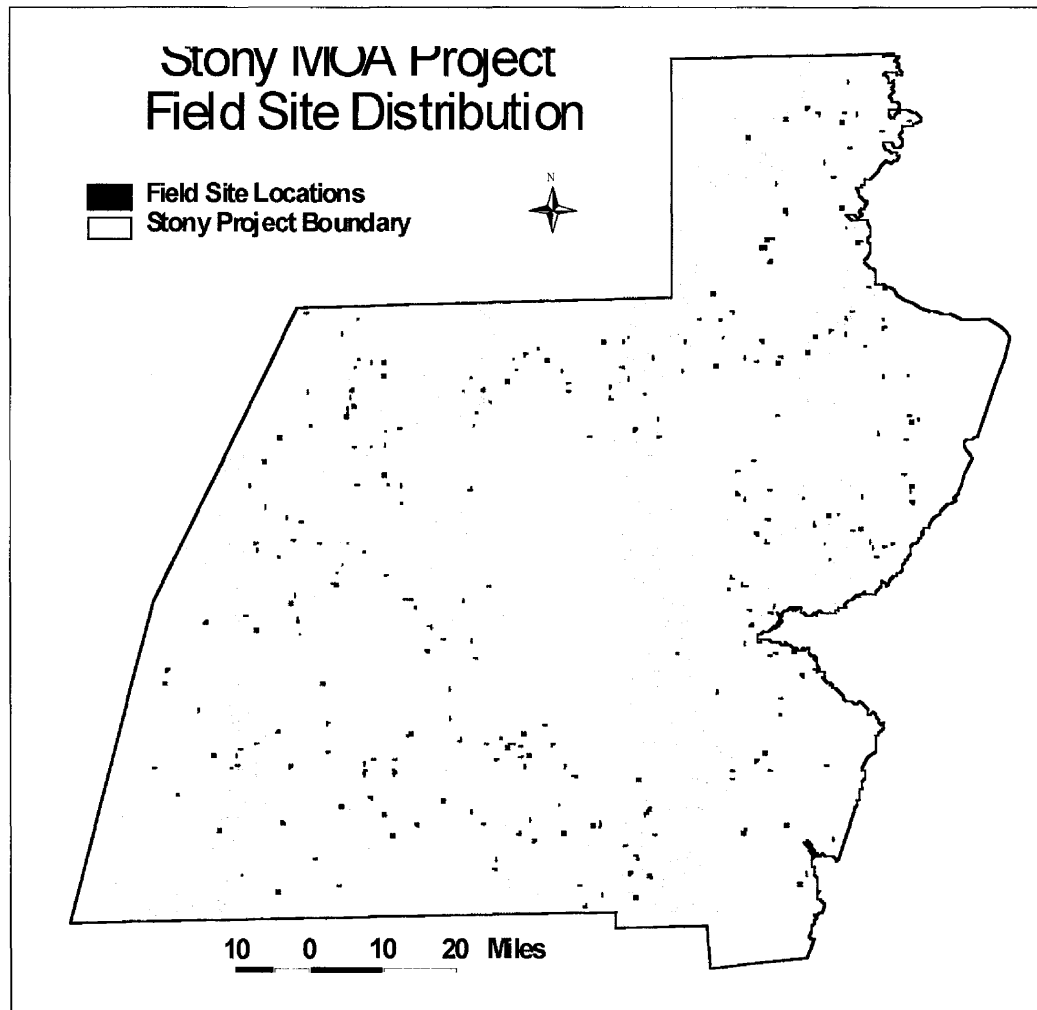 Stony MOA Project
Field Site Distribution
N
Field Site Locations
Stony Project Boundary
10 0 10 20 Miles